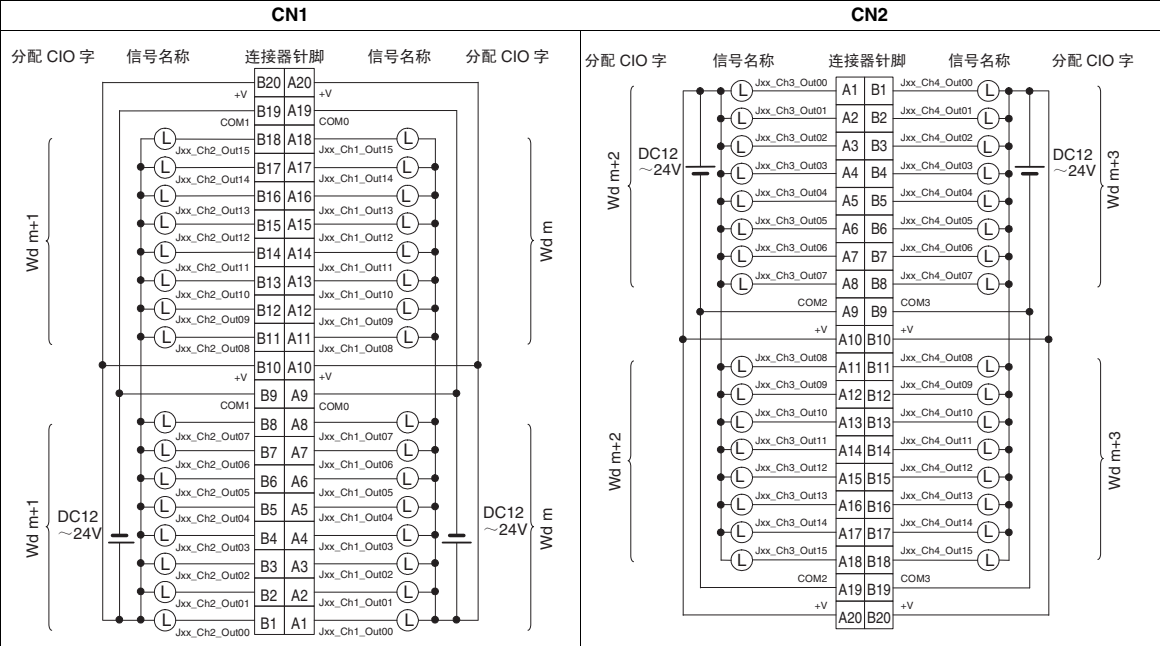 CN1
CN2
分配 CIO 字 信号名称 连接器针脚 信号名称 分配 CIO 字
B20 A20
+V +V
B19 A19
COM1 COM0
L B18 A18 L
Jxx_Ch2_Out15 Jxx_Ch1_Out15
L B17 A17 L
Jxx_Ch2_Out14 Jxx_Ch1_Out14
L B16 A16 L
Jxx_Ch2_Out13 Jxx_Ch1_Out13
L B15 A15 L
Jxx_Ch2_Out12 Jxx_Ch1_Out12
L B14 A14 L
Jxx_Ch2_Out11 Jxx_Ch1_Out11
L B13 A13 L
Jxx_Ch2_Out10 Jxx_Ch1_Out10
L B12 A12 L
Jxx_Ch2_Out09 Jxx_Ch1_Out09
L B11 A11 L
Jxx_Ch2_Out08 Jxx_Ch1_Out08
Wd m+1
Wd m
B10 A10
+V +V
B9 A9
COM1 COM0
L B8 A8 L
Jxx_Ch2_Out07 Jxx_Ch1_Out07
L B7 A7 L
Jxx_Ch2_Out06 Jxx_Ch1_Out06
L B6 A6 L
Jxx_Ch2_Out05 Jxx_Ch1_Out05
L B5 A5 L
Jxx_Ch2_Out04 Jxx_Ch1_Out04
L B4 A4 L
Jxx_Ch2_Out03 Jxx_Ch1_Out03
L B3 A3 L
Jxx_Ch2_Out02 Jxx_Ch1_Out02
L B2 A2 L
Jxx_Ch2_Out01 Jxx_Ch1_Out01
L B1 A1 L
Jxx_Ch2_Out00 Jxx_Ch1_Out00
Wd m+1
DC12
～24V
DC12
～24V
Wd m
分配 CIO 字 信号名称 连接器针脚 信号名称 分配 CIO 字
L Jxx_Ch3_Out00 A1 B1 Jxx_Ch4_Out00 L
L Jxx_Ch3_Out01 A2 B2 Jxx_Ch4_Out01 L
L Jxx_Ch3_Out02 A3 B3 Jxx_Ch4_Out02 L
L Jxx_Ch3_Out03 A4 B4 Jxx_Ch4_Out03 L
L Jxx_Ch3_Out04 A5 B5 Jxx_Ch4_Out04 L
L Jxx_Ch3_Out05 A6 B6 Jxx_Ch4_Out05 L
L Jxx_Ch3_Out06 A7 B7 Jxx_Ch4_Out06 L
L Jxx_Ch3_Out07 A8 B8 Jxx_Ch4_Out07 L
Wd m+2
DC12
～24V
DC12
～24V
Wd m+3
COM2 A9 B9 COM3
+V A10 B10 +V
L Jxx_Ch3_Out08 A11 B11 Jxx_Ch4_Out08 L
L Jxx_Ch3_Out09 A12 B12 Jxx_Ch4_Out09 L
L Jxx_Ch3_Out10 A13 B13 Jxx_Ch4_Out10 L
L Jxx_Ch3_Out11 A14 B14 Jxx_Ch4_Out11 L
L Jxx_Ch3_Out12 A15 B15 Jxx_Ch4_Out12 L
L Jxx_Ch3_Out13 A16 B16 Jxx_Ch4_Out13 L
L Jxx_Ch3_Out14 A17 B17 Jxx_Ch4_Out14 L
L Jxx_Ch3_Out15 A18 B18 Jxx_Ch4_Out15 L
Wd m+2
Wd m+3
COM2 A19 B19 COM3
+V A20 B20 +V